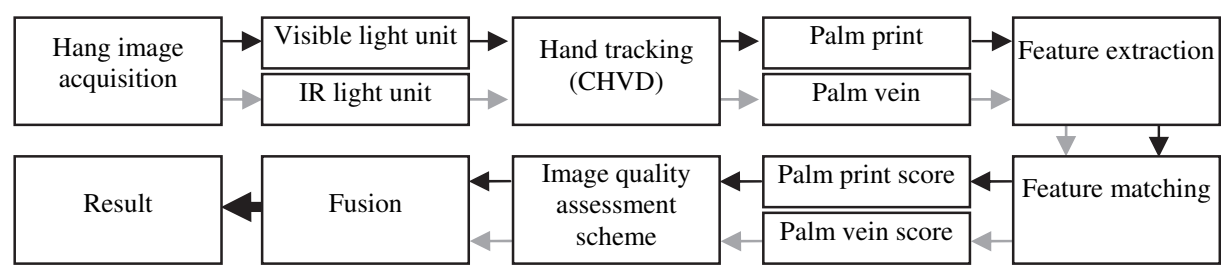 Hang image
acquisition
Visible light unit
IR light unit
Hand tracking
(CHVD)
Palm print
Palm vein
Feature extraction
Result
Fusion
Image quality
assessment
scheme
Palm print score
Palm vein score
Feature matching